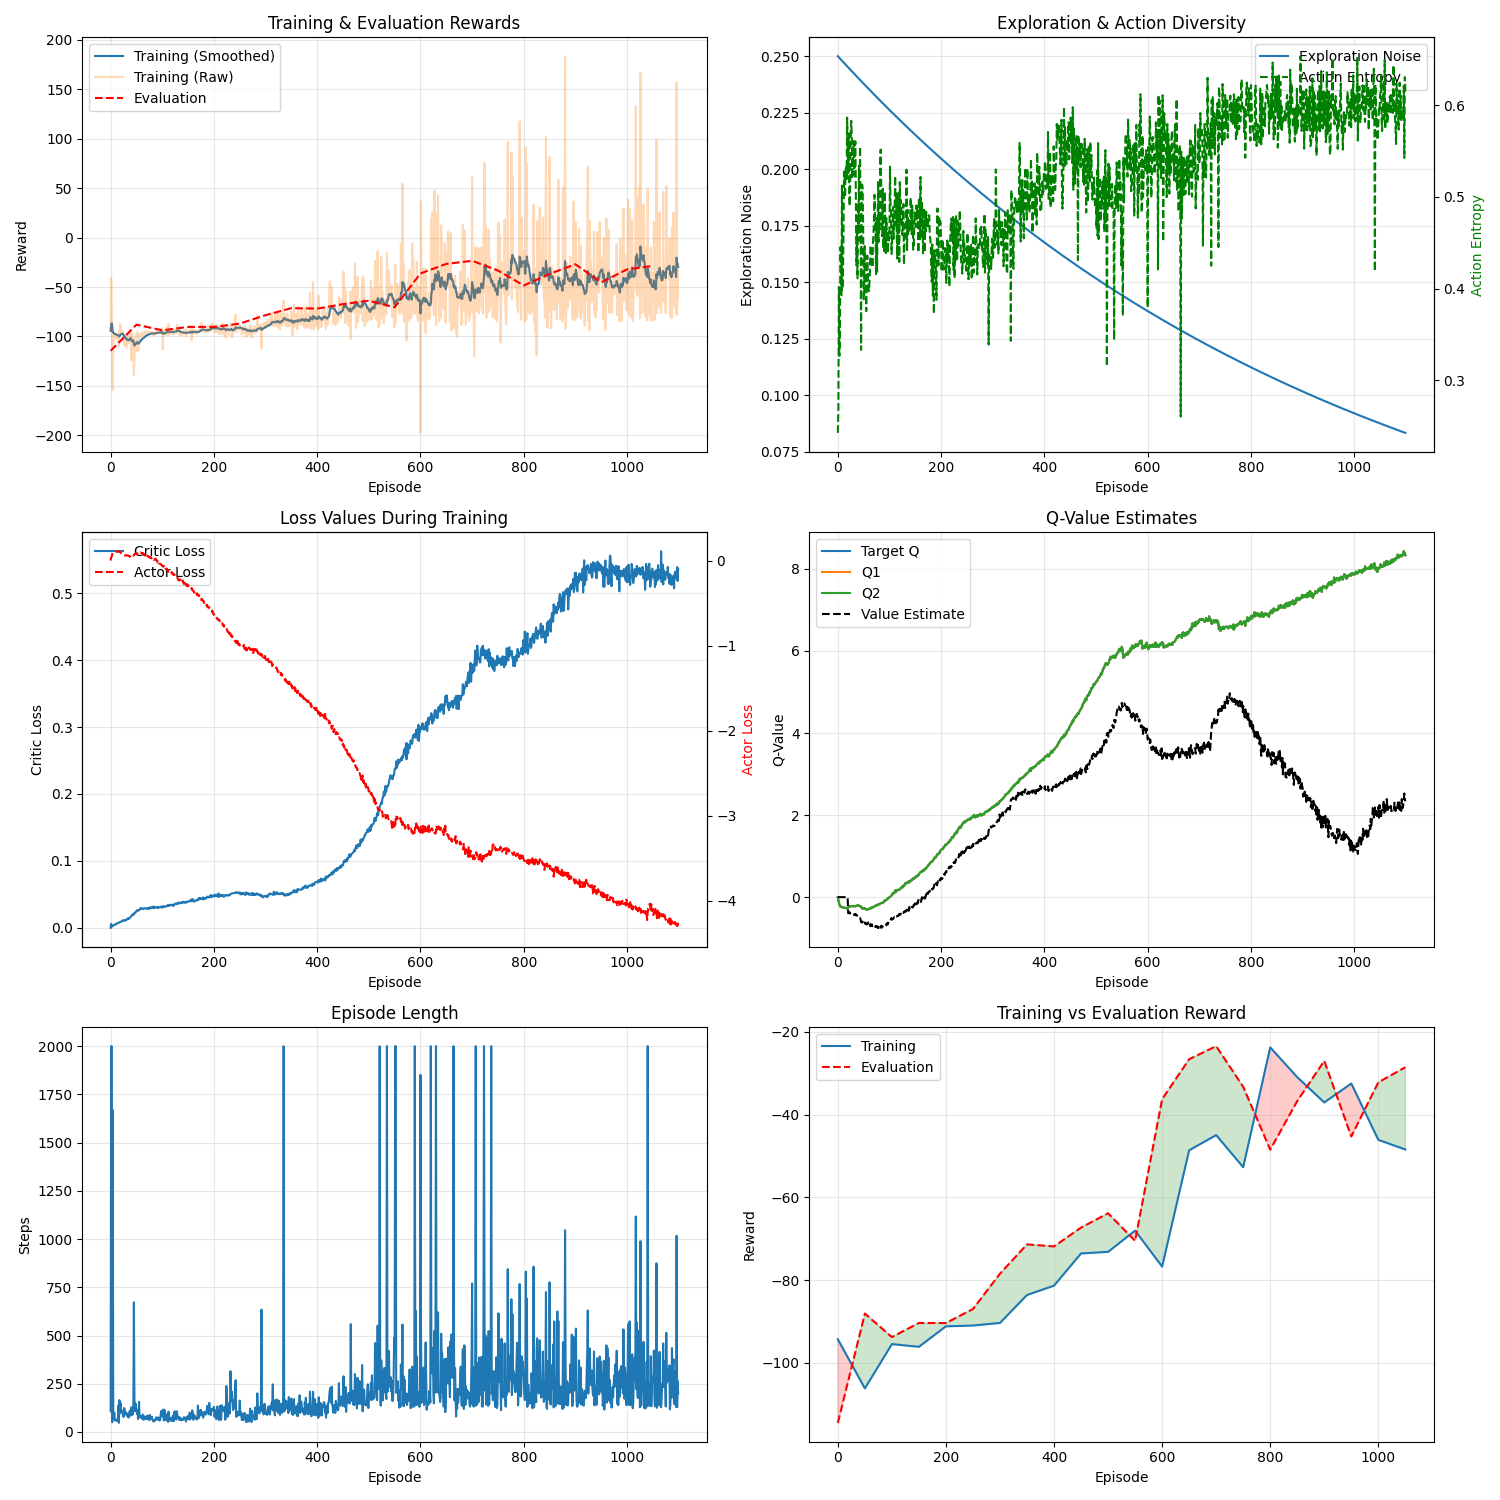 Training & Evaluation Rewards
Training (Smoothed)
Training (Raw)
Evaluation
200
150
100
50
0
−50
−100
−150
−200
Reward
0
200
400
600
800
1000
Episode
Exploration & Action Diversity
Exploration Noise
Action Entropy
0.250
0.225
0.200
0.175
0.150
0.125
0.100
0.075
Exploration Noise
0.6
0.5
0.4
0.3
Action Entropy
0
200
400
600
800
1000
Episode
Loss Values During Training
Critic Loss
Actor Loss
0.5
0.4
0.3
0.2
0.1
0.0
Critic Loss
0
−1
−2
−3
−4
Actor Loss
0
200
400
600
800
1000
Episode
Q-Value Estimates
Target Q
Q1
Q2
Value Estimate
8
6
4
2
0
Q-Value
0
200
400
600
800
1000
Episode
Episode Length
2000
1750
1500
1250
1000
750
500
250
0
Steps
0
200
400
600
800
1000
Episode
Training vs Evaluation Reward
Training
Evaluation
−20
−40
−60
−80
−100
Reward
0
200
400
600
800
1000
Episode